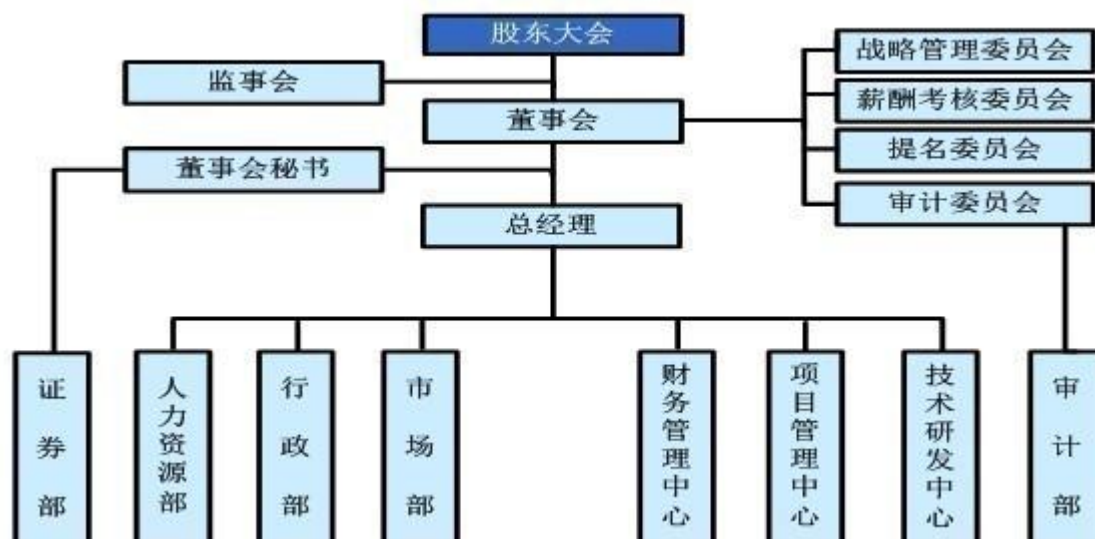 股东大会
监事会
董事会
战略管理委员会
薪酬考核委员会
提名委员会
审计委员会
董事会秘书
总经理
证券部
人力资源部
行政部
市场部
财务管理中心
项目管理中心
技术研发中心
审计部